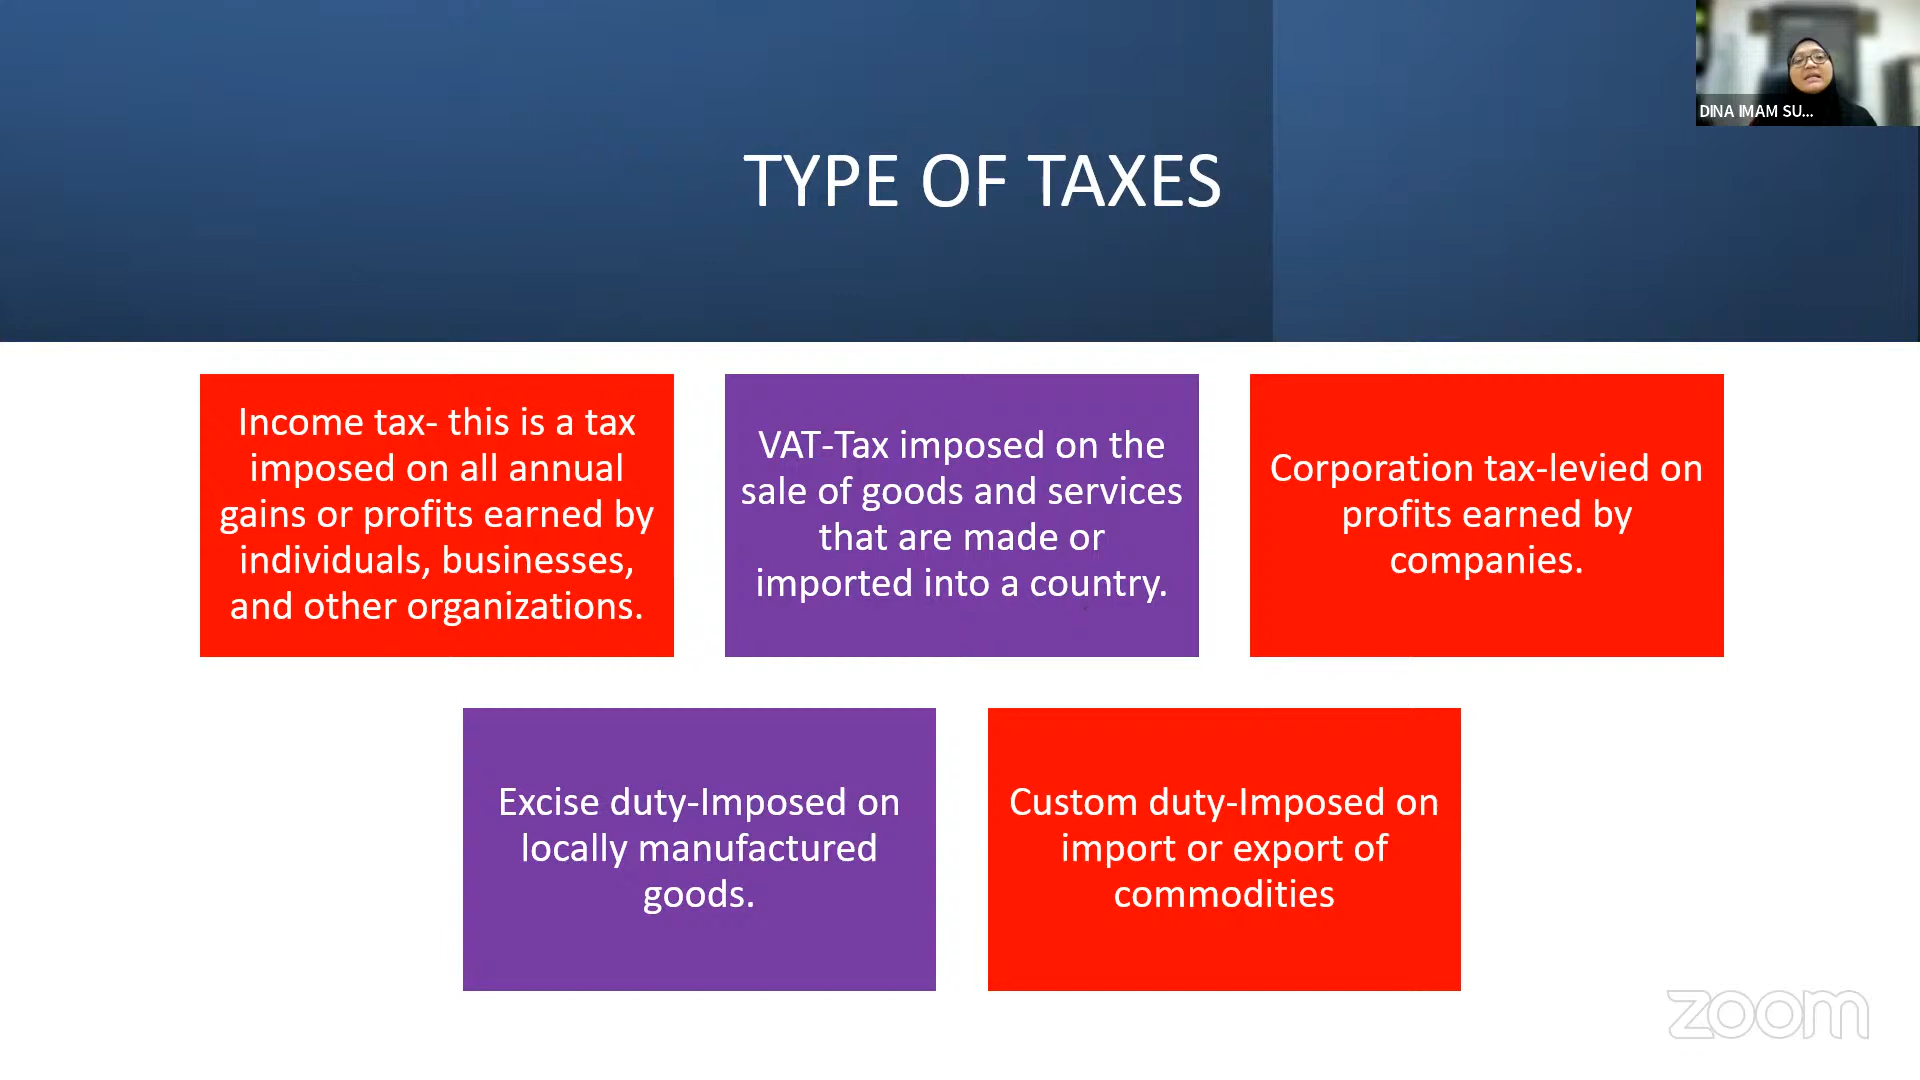 DINA IMAM SU...
TYPE OF TAXES
Income tax- this is a tax
imposed on all annual
gains or profits earned by
individuals, businesses,
and other organizations.
VAT-Tax imposed on the
sale of goods and services
that are made or
imported into a country.
Corporation tax-levied on
profits earned by
companies.
Excise duty-Imposed on
locally manufactured
goods.
Custom duty-Imposed on
import or export of
commodities
zoom